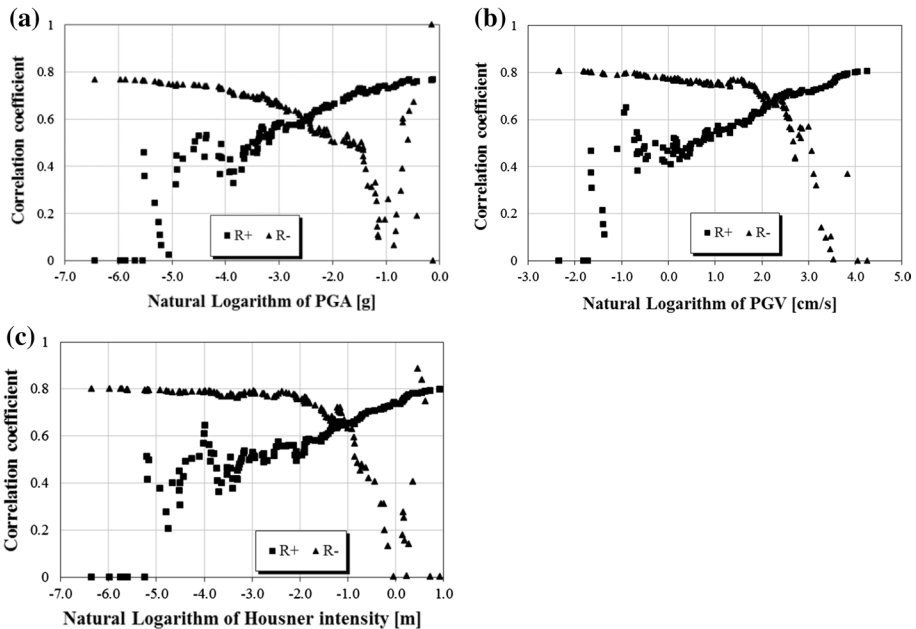 (a)
Correlation coefficient
1
0.8
0.6
0.4
0.2
0
R+ R-
-7.0 -6.0 -5.0 -4.0 -3.0 -2.0 -1.0 0.0
Natural Logarithm of PGA [g]
(b)
Correlation coefficient
1
0.8
0.6
0.4
0.2
0
R+ R-
-3.0 -2.0 -1.0 0.0 1.0 2.0 3.0 4.0 5.0
Natural Logarithm of PGV [cm/s]
(c)
Correlation coefficient
1
0.8
0.6
0.4
0.2
0
R+ R-
-7.0 -6.0 -5.0 -4.0 -3.0 -2.0 -1.0 0.0 1.0
Natural Logarithm of Housner intensity [m]